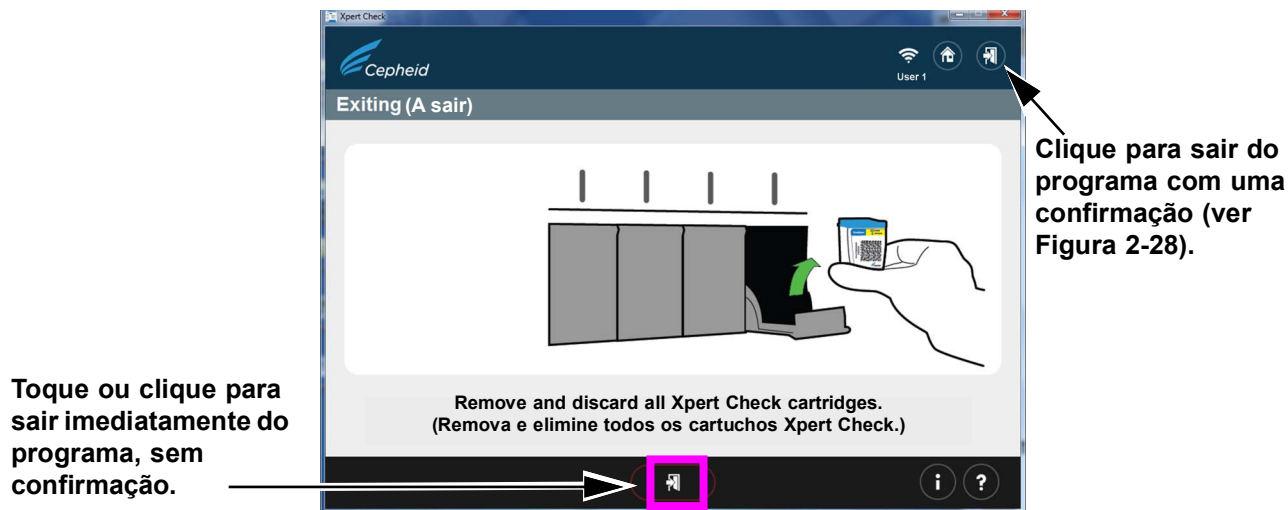 Xpert Check
Cepheid
User 1
Exiting (A sair)
Clique para sair do
programa com uma
confirmação (ver
Figura 2-28).
Toque ou clique para
sair imediatamente do
programa, sem
confirmação.
Remove and discard all Xpert Check cartridges.
(Remova e elimine todos os cartuchos Xpert Check.)
i ?